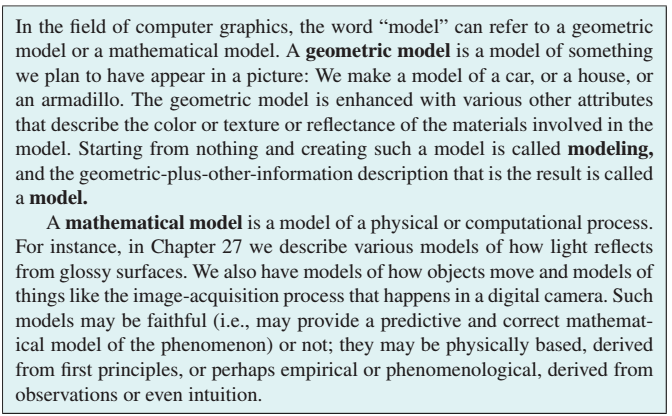 In the field of computer graphics, the word “model” can refer to a geometric
model or a mathematical model. A geometric model is a model of something
we plan to have appear in a picture: We make a model of a car, or a house, or
an armadillo. The geometric model is enhanced with various other attributes
that describe the color or texture or reflectance of the materials involved in the
model. Starting from nothing and creating such a model is called modeling,
and the geometric-plus-other-information description that is the result is called
a model.
A mathematical model is a model of a physical or computational process.
For instance, in Chapter 27 we describe various models of how light reflects
from glossy surfaces. We also have models of how objects move and models of
things like the image-acquisition process that happens in a digital camera. Such
models may be faithful (i.e., may provide a predictive and correct mathemat-
ical model of the phenomenon) or not; they may be physically based, derived
from first principles, or perhaps empirical or phenomenological, derived from
observations or even intuition.